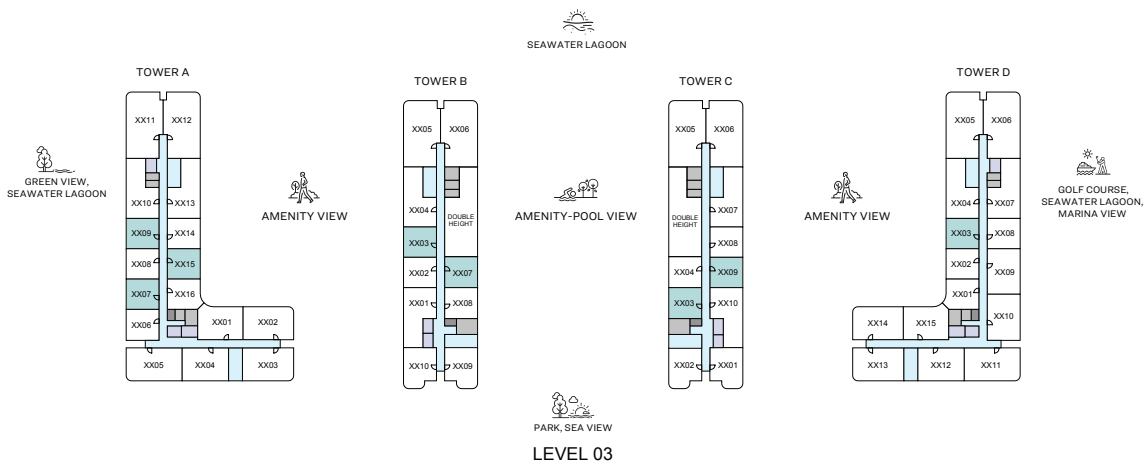 SEAWATER LAGOON
TOWER A
TOWER B
TOWER C
TOWER D
XX11
XX12
XX10
XX13
XX09
XX14
XX08
XX15
XX07
XX16
XX06
XX01
XX02
XX05
XX04
XX03
GREEN VIEW,
SEAWATER LAGOON
AMENITY VIEW
XX05
XX06
XX04
DOUBLE
HEIGHT
XX03
XX02
XX07
XX01
XX08
XX10
XX09
AMENITY-POOL VIEW
XX05
XX06
DOUBLE
HEIGHT
XX07
XX08
XX04
XX09
XX03
XX10
XX02
XX01
AMENITY VIEW
XX05
XX06
XX04
XX07
XX03
XX08
XX02
XX09
XX01
XX10
XX14
XX15
XX13
XX12
XX11
GOLF COURSE,
SEAWATER LAGOON,
MARINA VIEW
PARK, SEA VIEW
LEVEL 03